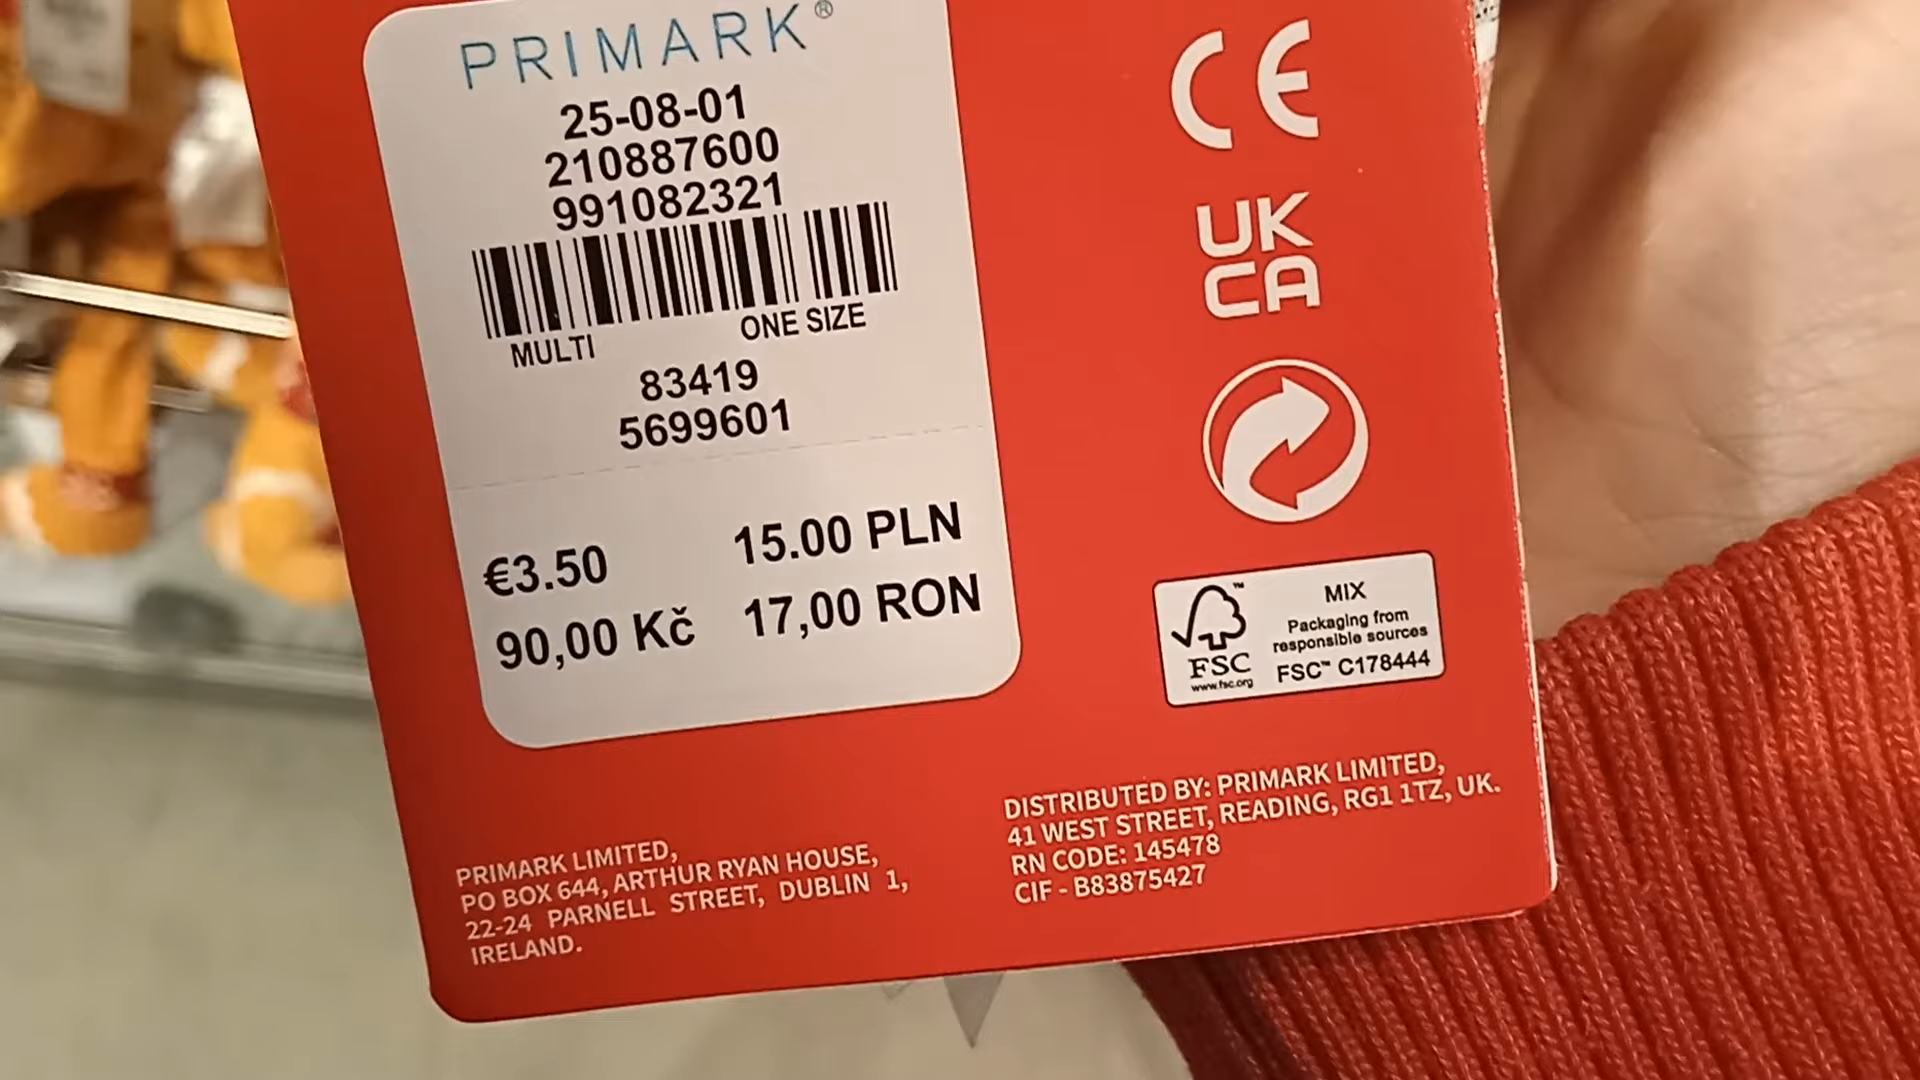 PRIMARK®
25-08-01
210887600
991082321
MULTI
ONE SIZE
83419
5699601
€3.50
15.00 PLN
90,00 Kč
17,00 RON
CE
UK
CA
FSC™
www.fsc.org
MIX
Packaging from
responsible sources
FSC™ C178444
PRIMARK LIMITED,
PO BOX 644, ARTHUR RYAN HOUSE,
22-24 PARNELL STREET, DUBLIN 1,
IRELAND.
DISTRIBUTED BY: PRIMARK LIMITED,
41 WEST STREET, READING, RG1 1TZ, UK.
RN CODE: 145478
CIF - B83875427